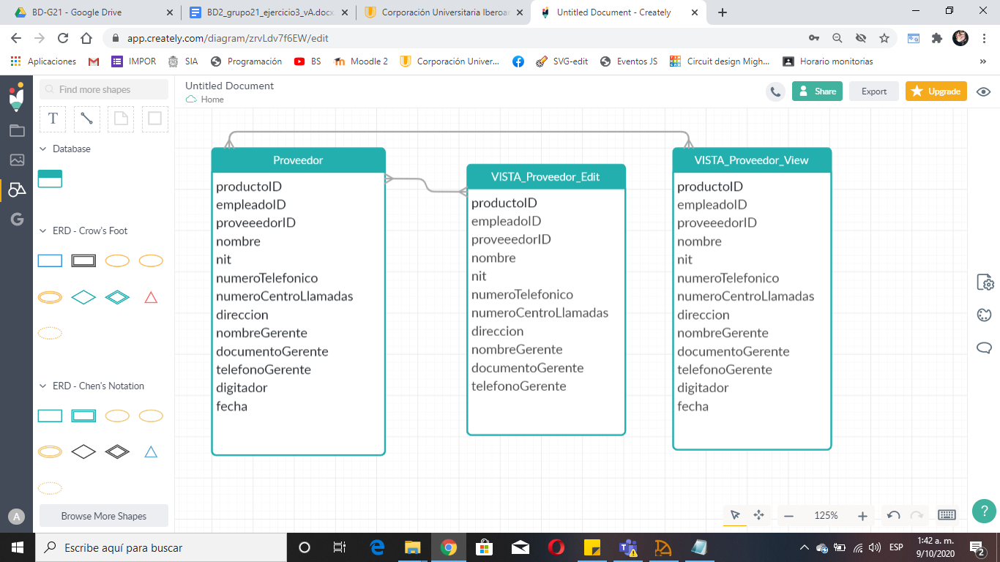 BD-G21 - Google Drive
BD2_grupo21_ejercicio3_vA.docx
Corporación Universitaria Iberoa
Untitled Document - Creately
app.creately.com/diagram/zrvLdv7f6EW/edit
Aplicaciones
IMPOR
SIA
Programación
BS
Moodle 2
Corporación Univer...
SVG-edit
Eventos JS
Circuit design Migh...
Horario monitorias
»
Find more shapes
Untitled Document
Home
Share
Export
Upgrade
T
Database
ERD - Crow's Foot
ERD - Chen's Notation
Browse More Shapes
A
G
Proveedor
productoID
empleadoID
proveeedorID
nombre
nit
numeroTelefonico
numeroCentroLlamadas
direccion
nombreGerente
documentoGerente
telefonoGerente
digitador
fecha
VISTA_Proveedor_Edit
productoID
empleadoID
proveeedorID
nombre
nit
numeroTelefonico
numeroCentroLlamadas
direccion
nombreGerente
documentoGerente
telefonoGerente
VISTA_Proveedor_View
productoID
empleadoID
proveeedorID
nombre
nit
numeroTelefonico
numeroCentroLlamadas
direccion
nombreGerente
documentoGerente
telefonoGerente
digitador
fecha
125%
?
Escribe aquí para buscar
ESP
1:42 a. m.
9/10/2020
2